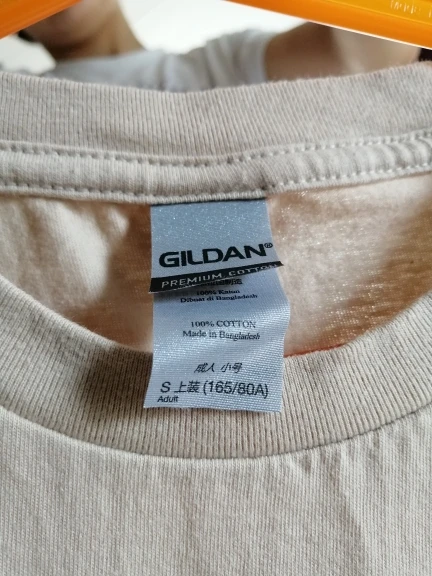 GILDAN®
PREMIUM COTTON
100% Katun
Dibuat di Bangladesh
100% COTTON
Made in Bangladesh
成人 小号
S 上装 (165/80A)
Adult